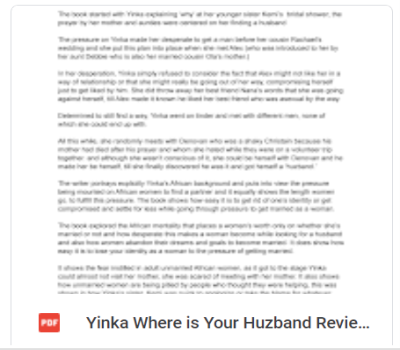 The book started with Yinka explaining 'why' at her younger sister Kemi's bridal shower, the
prayer by her mother and aunties were centered on her finding a husband
The pressure on Yinka made her desperate to get a man before her cousin Rachael's
wedding and she put this plan into place when she met Alex (who was introduced to her by
her aunt Debbie who is also her married cousin Ola's mother.)
In her desperation, Yinka simply refused to consider the fact that Alex might not like her in a
way of relationship or that she might really be going out of her way, compromising herself
just to get liked by him. She did throw away her best friend Nana's words that she was going
against herself, till Alex made it known he liked her best friend who was asexual by the way
Determined to still find a way, Yinka went on tinder and met with different men, none of
which she could end up with
All this while, she randomly meets with Donovan who was a shaky Christian because his
mother had died after his prayer and whom she hated while they were on a volunteer trip
together and although she wasn't conscious of it, she could be herself with Donovan and he
made her be herself, till she finally discovered he was it and got herself a 'huzband.'
The writer portrays explicitly Yinka's African background and puts into view the pressure
being mounted on African women to find a partner and it equally shows the length women
go, to fulfil this pressure. The book shows how easy it is to get rid of one's identity or get
compromised and settle for less while going through pressure to get married as a woman.
The book explored the African mentality that places a woman's worth only on whether she's
married or not and how desperate this makes a woman become while looking for a husband
and also how women abandon their dreams and goals to become married. It does show how
easy it is to lose your identity as a woman to the pressure of getting married.
It shows the fear instilled in adult unmarried African women, as it got to the stage Yinka
could almost not visit her mother, she was scared of meeting with her mother. It also shows
how unmarried women are being pitied by people who thought they were helping, this was
PDF
Yinka Where is Your Huzband Revie...